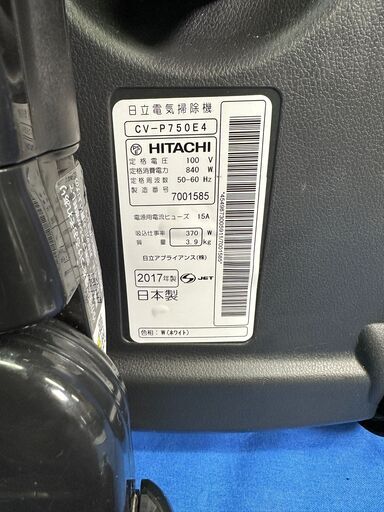 日立電気掃除機
CV-P750E4
HITACHI
定格電圧 100 V
定格消費電力 840 W
定格周波数 50-60 Hz
製造番号 7001585
電源用電流ヒューズ 15A
吸込仕事率 370 W
質量 3.9 kg
日立アプライアンス(株)
2017年製 JET
日本製
色相:W(ホワイト)